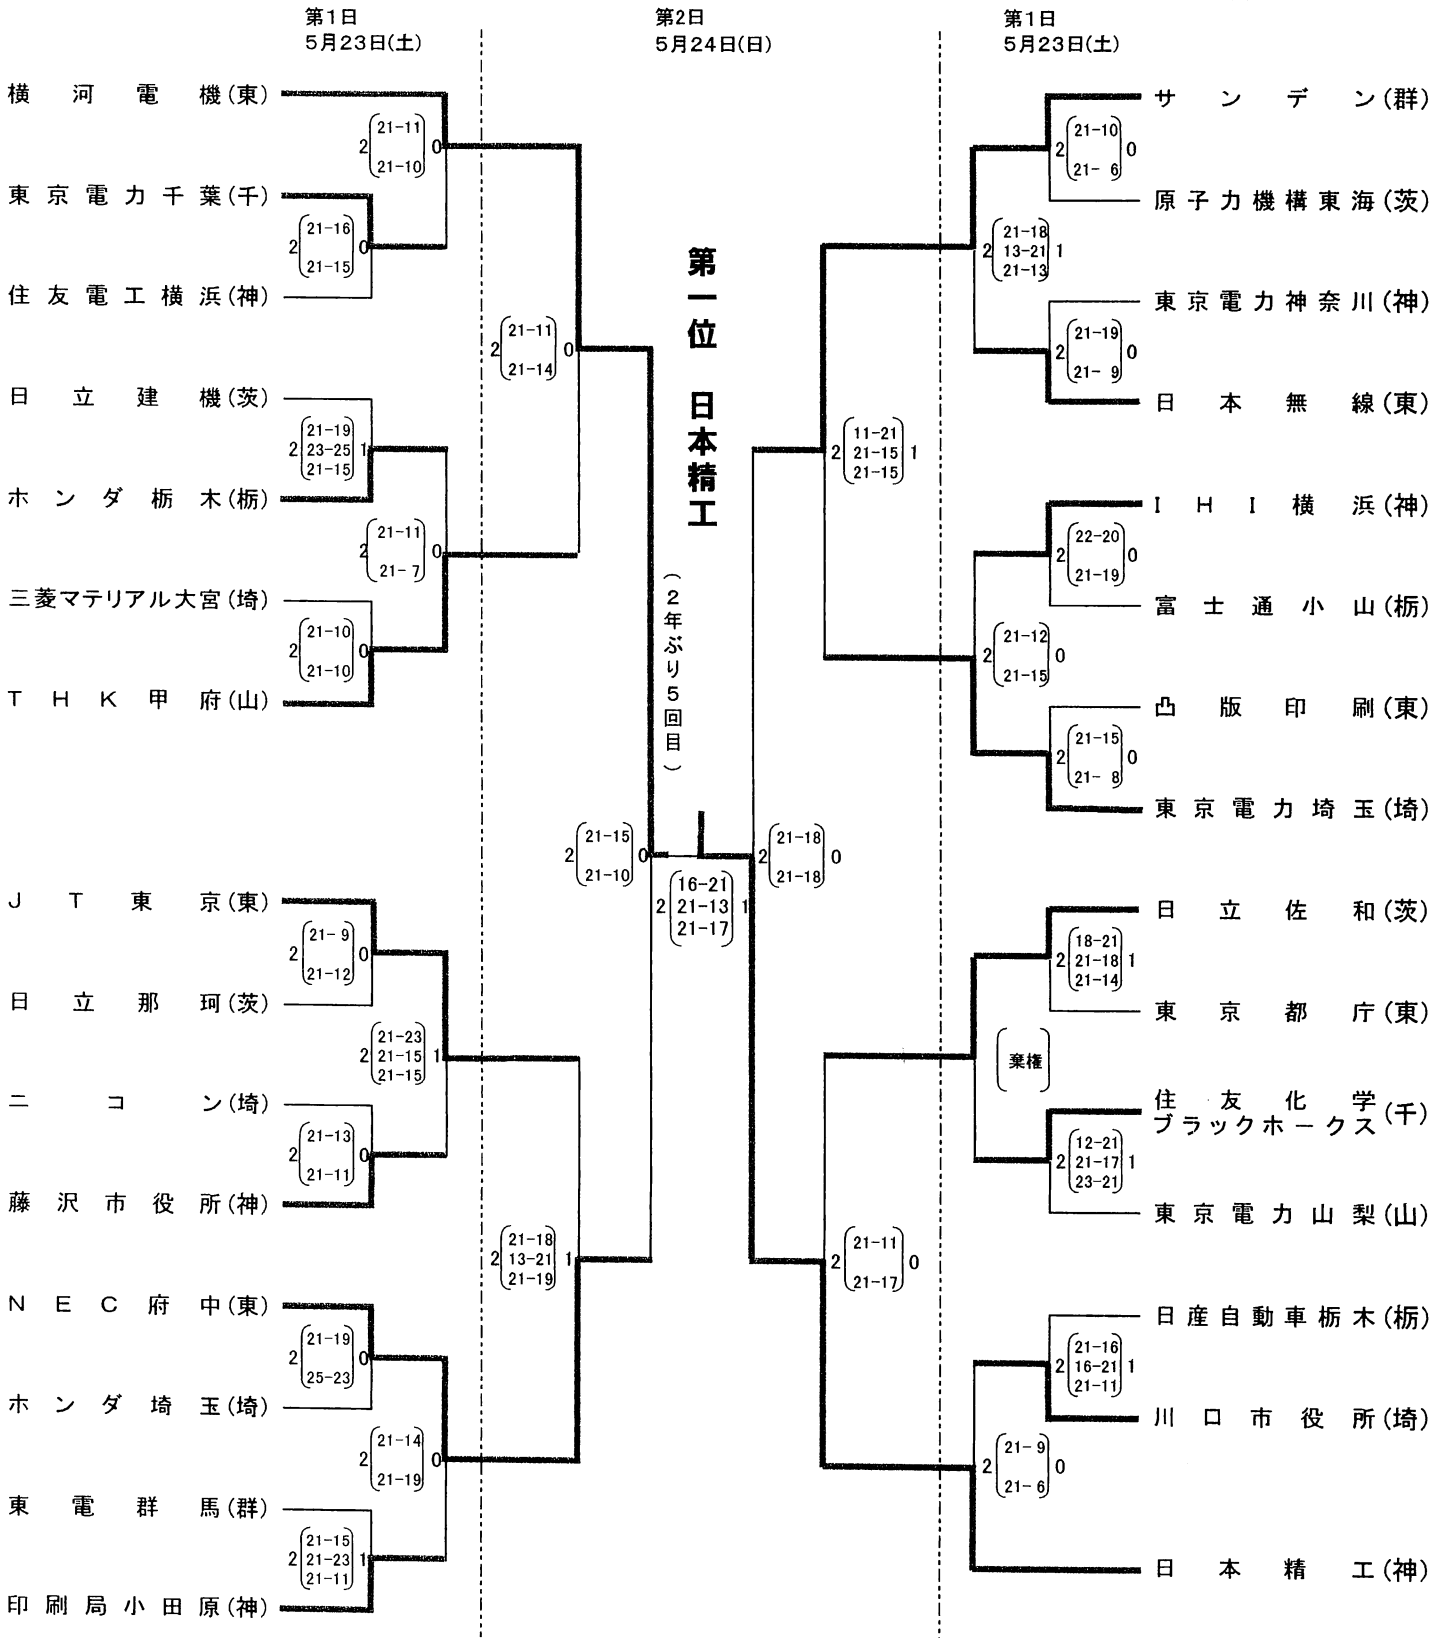 第1日
5月23日(土)
第2日
5月24日(日)
第1日
5月23日(土)
横河電機(東)
2 21-11 0
21-10
東京電力千葉(千)
2 21-16 0
21-15
住友電工横浜(神)
2 21-11 0
21-14
日立建機(茨)
21-19
2 23-25 1
21-15
ホンダ栃木(栃)
2 21-11 0
21-7
三菱マテリアル大宮(埼)
2 21-10 0
21-10
THK甲府(山)
2 21-15 0
21-10
JT東京(東)
2 21-9 0
21-12
日立那珂(茨)
21-23
2 21-15 1
21-15
ニコン(埼)
2 21-13 0
21-11
藤沢市役所(神)
21-18
2 13-21 1
21-19
NEC府中(東)
2 21-19 0
25-23
ホンダ埼玉(埼)
2 21-14 0
21-19
東電群馬(群)
21-15
2 21-23 1
21-11
印刷局小田原(神)
第一位 日本精工
(2年ぶり5回目)
16-21
2 21-13 1
21-17
サンデン(群)
2 21-10 0
21-6
原子力機構東海(茨)
21-18
2 13-21 1
21-13
東京電力神奈川(神)
2 21-19 0
21-9
日本無線(東)
11-21
2 21-15 1
21-15
IHI横浜(神)
2 22-20 0
21-19
富士通小山(栃)
2 21-12 0
21-15
凸版印刷(東)
2 21-15 0
21-8
東京電力埼玉(埼)
2 21-18 0
21-18
日立佐和(茨)
18-21
2 21-18 1
21-14
東京都庁(東)
棄権
住友化学
ブラックホークス(千)
12-21
2 21-17 1
23-21
東京電力山梨(山)
2 21-11 0
21-17
日産自動車栃木(栃)
21-16
2 16-21 1
21-11
川口市役所(埼)
2 21-9 0
21-6
日本精工(神)